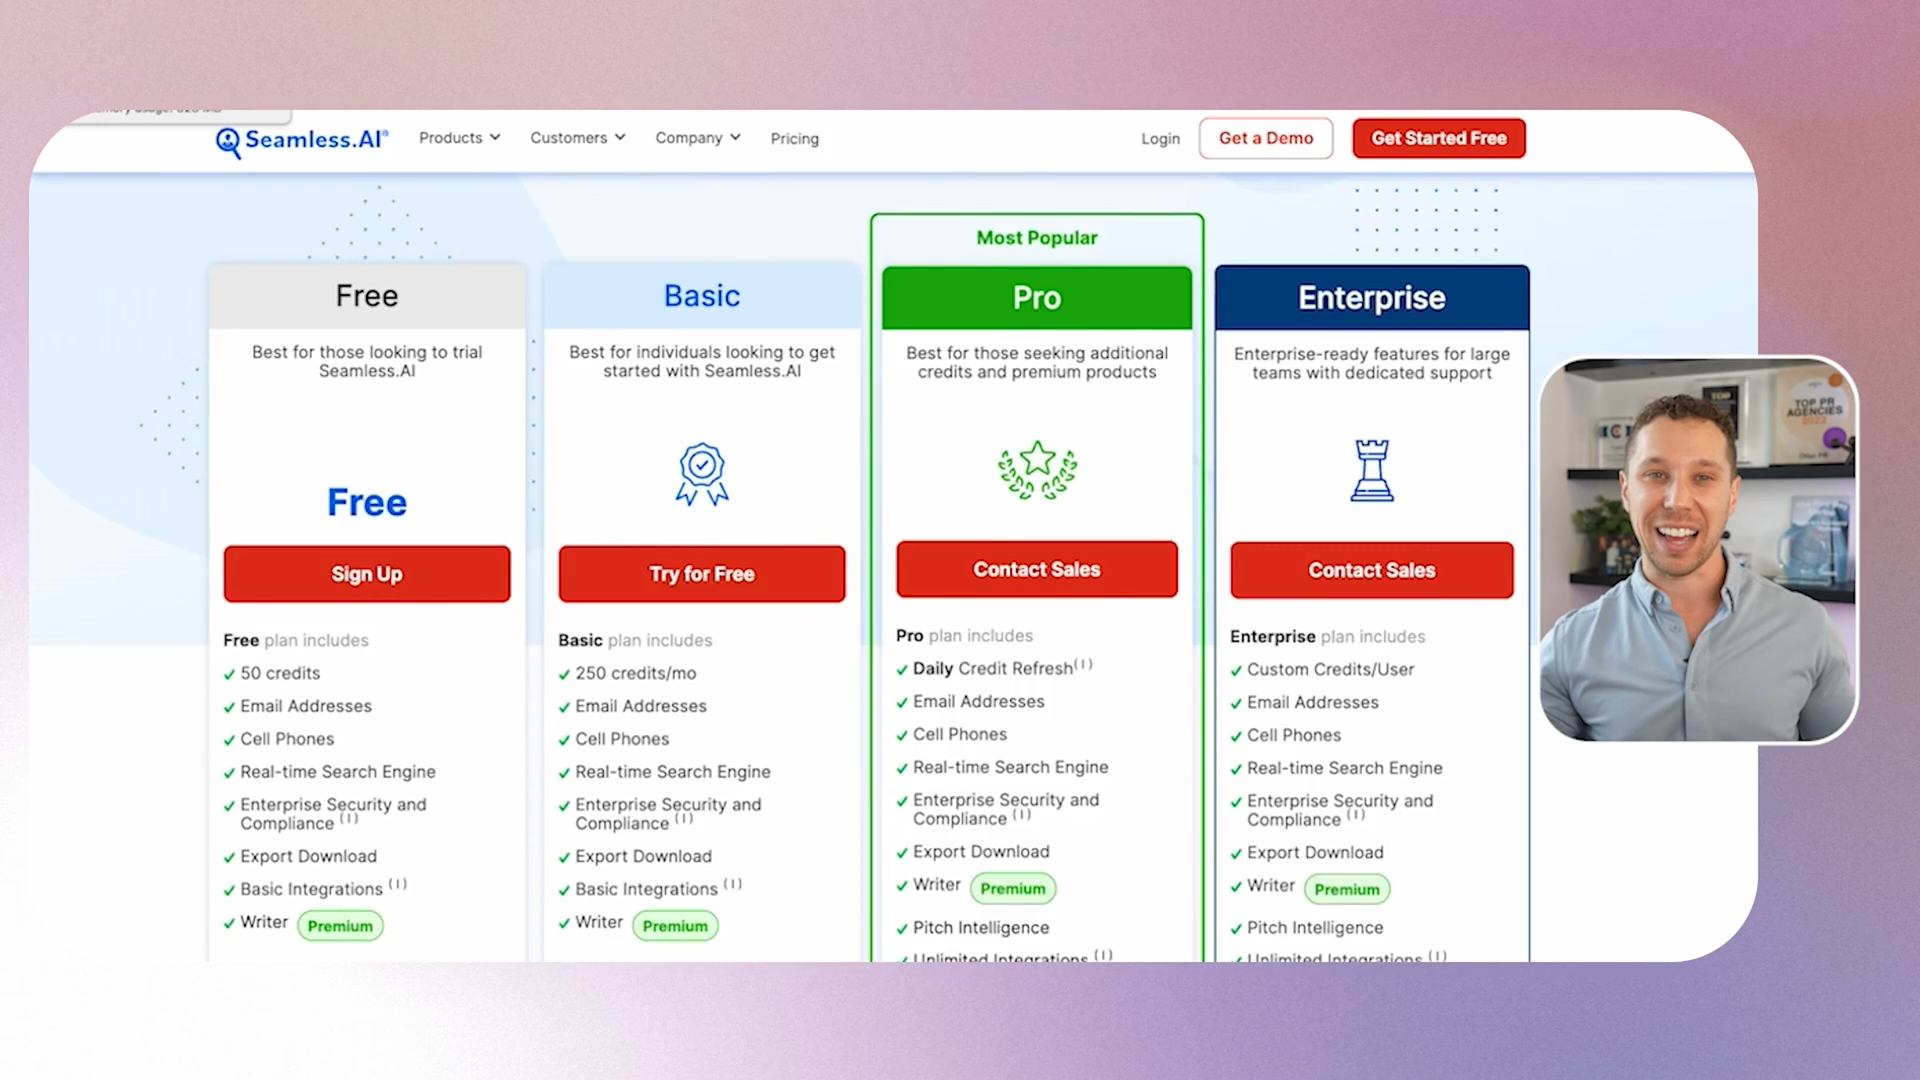 Seamless.AI®
Products
Customers
Company
Pricing
Login
Get a Demo
Get Started Free
Free
Best for those looking to trial
Seamless.AI
Free
Sign Up
Free plan includes
50 credits
Email Addresses
Cell Phones
Real-time Search Engine
Enterprise Security and
Compliance (1)
Export Download
Basic Integrations (1)
Writer Premium
Basic
Best for individuals looking to get
started with Seamless.AI
Try for Free
Basic plan includes
250 credits/mo
Email Addresses
Cell Phones
Real-time Search Engine
Enterprise Security and
Compliance (1)
Export Download
Basic Integrations (1)
Writer Premium
Most Popular
Pro
Best for those seeking additional
credits and premium products
Contact Sales
Pro plan includes
Daily Credit Refresh(1)
Email Addresses
Cell Phones
Real-time Search Engine
Enterprise Security and
Compliance (1)
Export Download
Writer Premium
Pitch Intelligence
Unlimited Integrations (1)
Enterprise
Enterprise-ready features for large
teams with dedicated support
Contact Sales
Enterprise plan includes
Custom Credits/User
Email Addresses
Cell Phones
Real-time Search Engine
Enterprise Security and
Compliance (1)
Export Download
Writer Premium
Pitch Intelligence
Unlimited Integrations (1)
TOP
TOP PR
AGENCIES
Otter PR